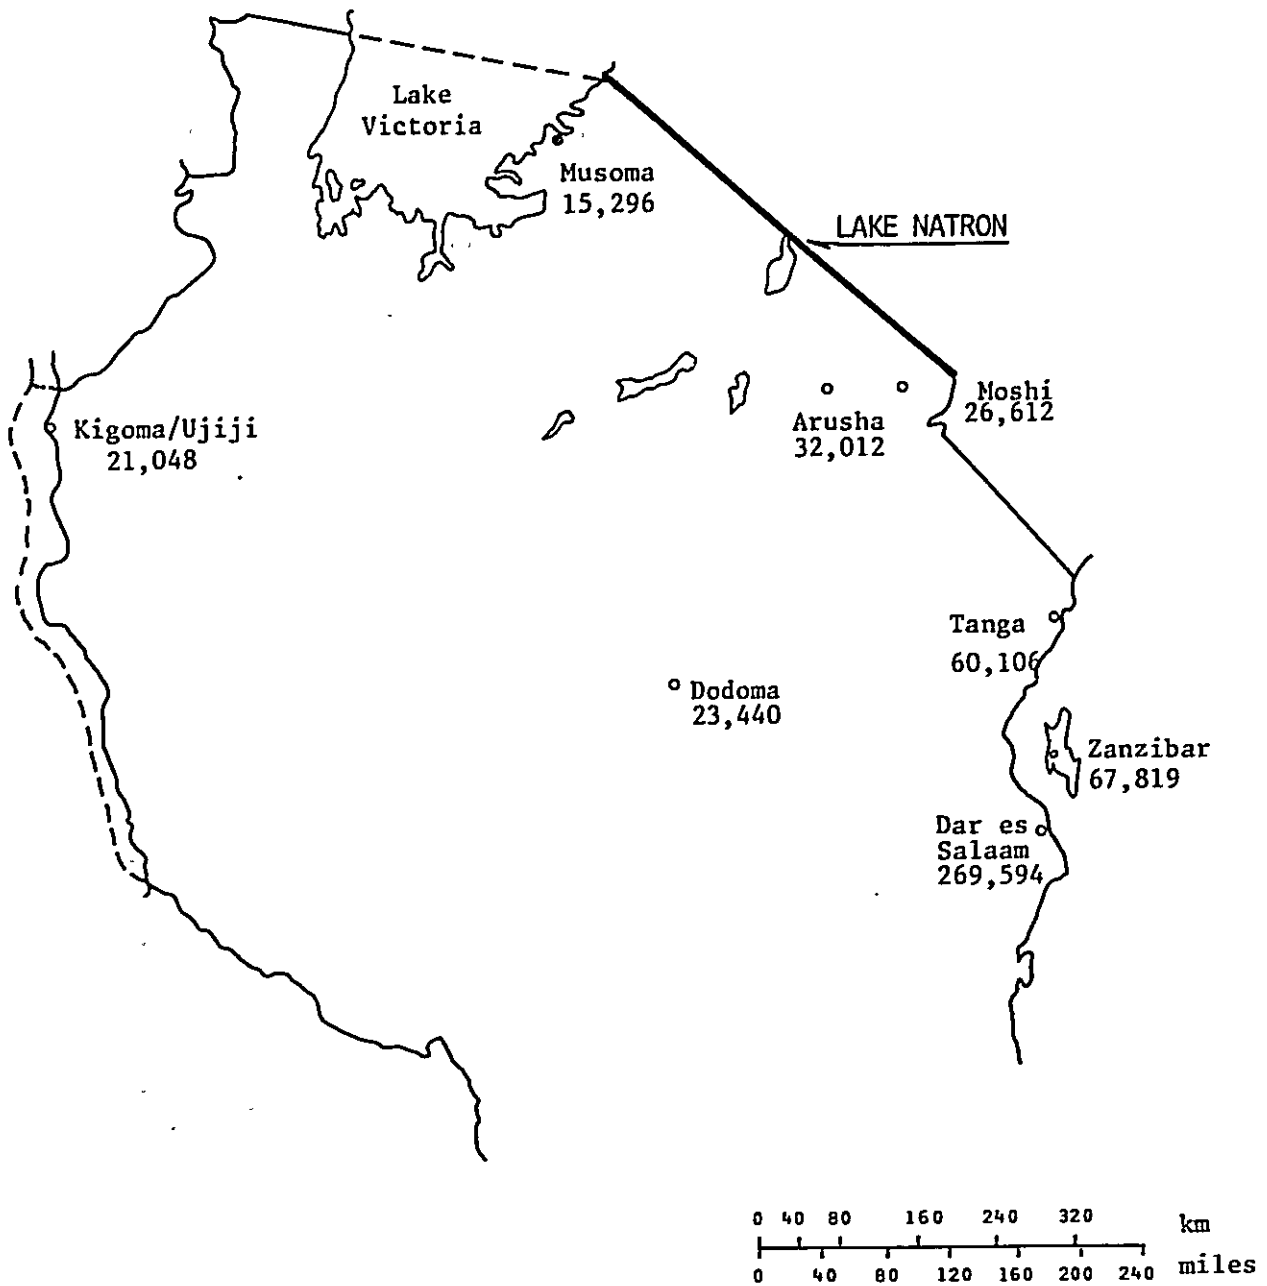 Lake
Victoria
Musoma
15,296
LAKE NATRON
Moshi
26,612
Arusha
32,012
Kigoma/Ujiji
21,048
Tanga
60,106
Dodoma
23,440
Zanzibar
67,819
Dar es
Salaam
269,594
0 40 80 160 240 320 km
miles
0 40 80 120 160 200 240